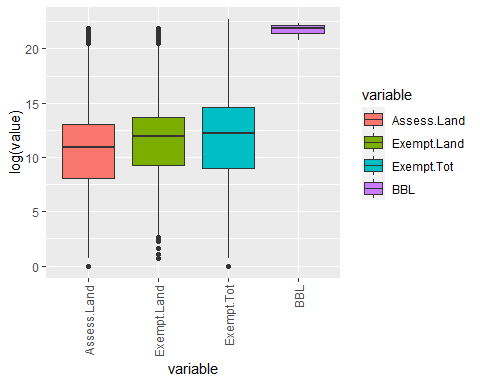 log(value)
20
15
10
5
0
Assess.Land
Exempt.Land
Exempt.Tot
BBL
variable
variable
Assess.Land
Exempt.Land
Exempt.Tot
BBL